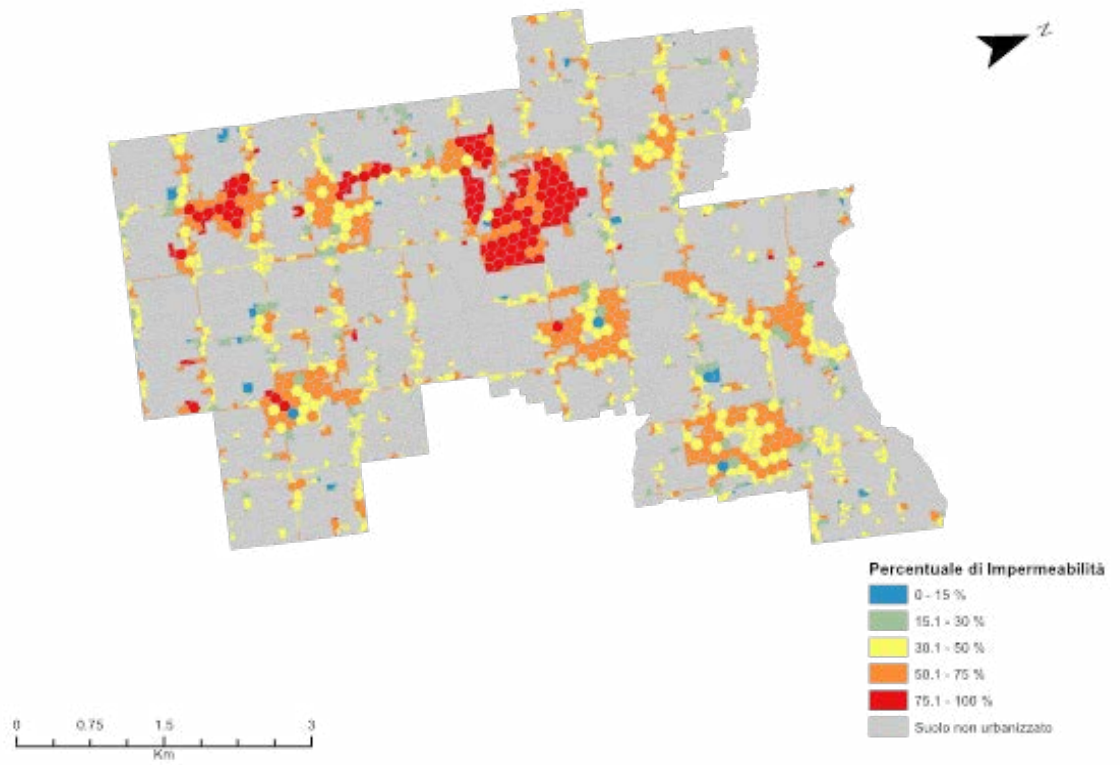 N
Percentuale di Impermeabilità
0 - 15 %
15.1 - 30 %
30.1 - 50 %
50.1 - 75 %
75.1 - 100 %
Suolo non urbanizzato
0 0.75 1.5 3
Km